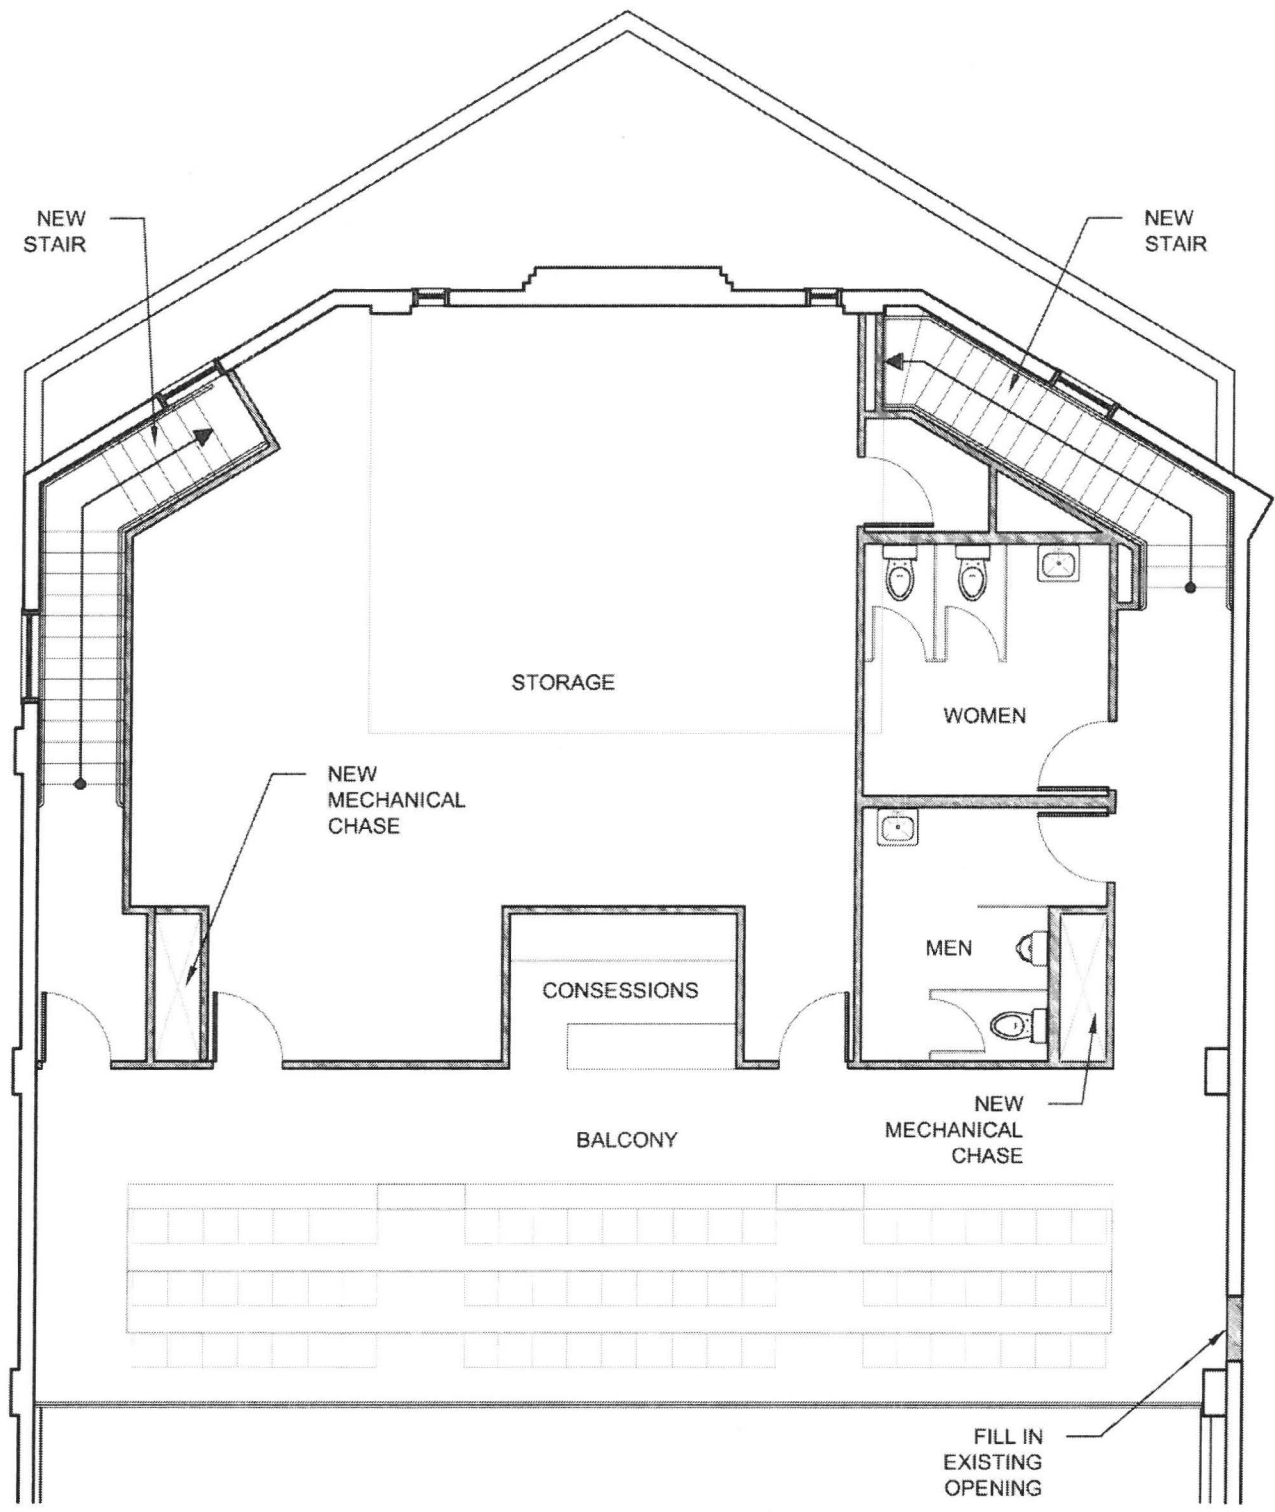 NEW
STAIR
NEW
STAIR
STORAGE
WOMEN
NEW
MECHANICAL
CHASE
MEN
CONSESSIONS
NEW
MECHANICAL
CHASE
BALCONY
FILL IN
EXISTING
OPENING